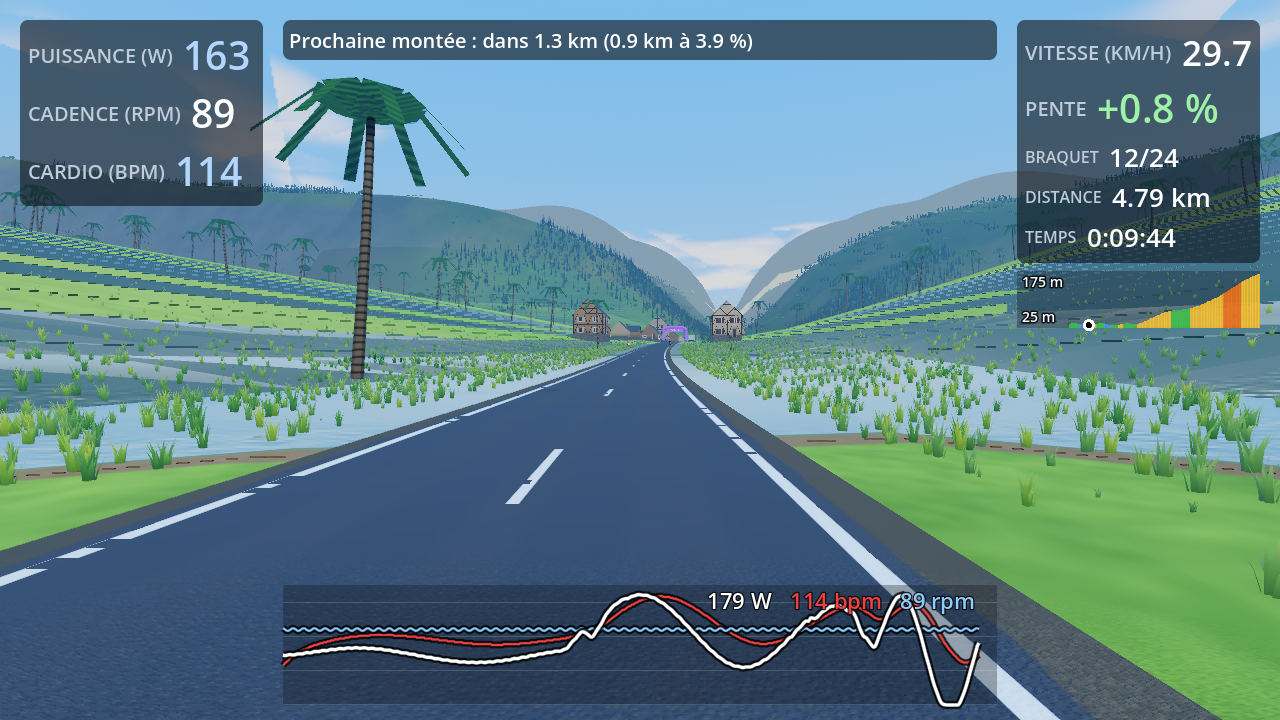 PUISSANCE (W) 163
CADENCE (RPM) 89
CARDIO (BPM) 114
Prochaine montée : dans 1.3 km (0.9 km à 3.9 %)
VITESSE (KM/H) 29.7
PENTE +0.8 %
BRAQUET 12/24
DISTANCE 4.79 km
TEMPS 0:09:44
175 m
25 m
179 W 114 bpm 89 rpm